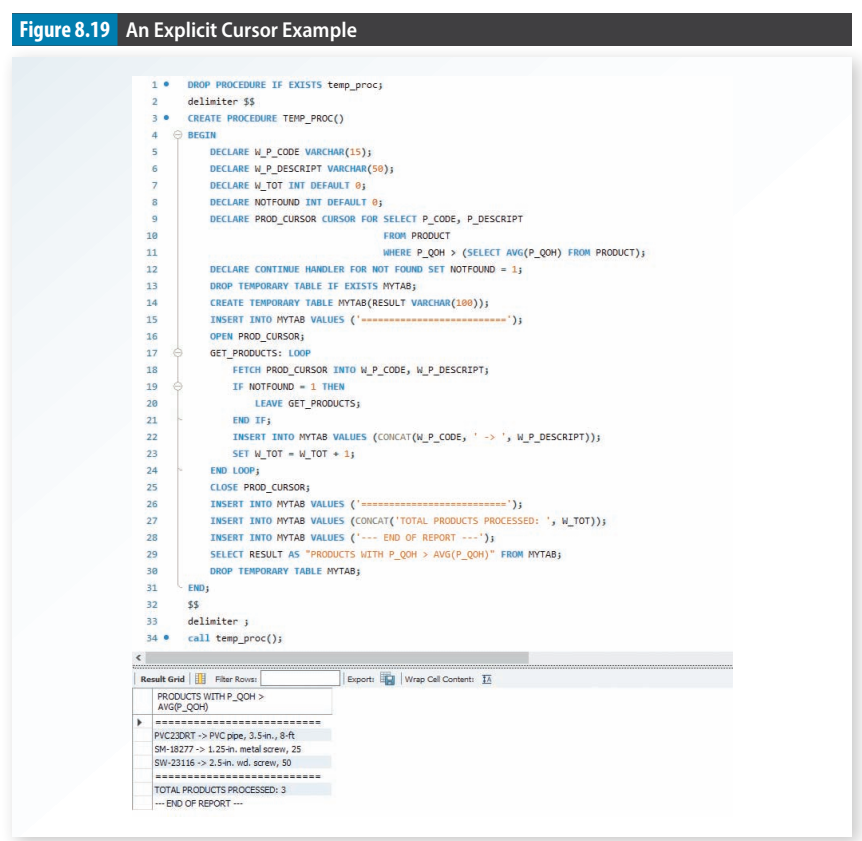 Figure 8.19 An Explicit Cursor Example
1 DROP PROCEDURE IF EXISTS temp_proc;
2 delimiter $$
3 CREATE PROCEDURE TEMP_PROC()
4 BEGIN
5 DECLARE W_P_CODE VARCHAR(15);
6 DECLARE W_P_DESCRIPT VARCHAR(50);
7 DECLARE W_TOT INT DEFAULT 0;
8 DECLARE NOTFOUND INT DEFAULT 0;
9 DECLARE PROD_CURSOR CURSOR FOR SELECT P_CODE, P_DESCRIPT
10 FROM PRODUCT
11 WHERE P_QOH > (SELECT AVG(P_QOH) FROM PRODUCT);
12 DECLARE CONTINUE HANDLER FOR NOT FOUND SET NOTFOUND = 1;
13 DROP TEMPORARY TABLE IF EXISTS MYTAB;
14 CREATE TEMPORARY TABLE MYTAB(RESULT VARCHAR(100));
15 INSERT INTO MYTAB VALUES ('==========================');
16 OPEN PROD_CURSOR;
17 GET_PRODUCTS: LOOP
18 FETCH PROD_CURSOR INTO W_P_CODE, W_P_DESCRIPT;
19 IF NOTFOUND = 1 THEN
20 LEAVE GET_PRODUCTS;
21 END IF;
22 INSERT INTO MYTAB VALUES (CONCAT(W_P_CODE, ' -> ', W_P_DESCRIPT));
23 SET W_TOT = W_TOT + 1;
24 END LOOP;
25 CLOSE PROD_CURSOR;
26 INSERT INTO MYTAB VALUES ('==========================');
27 INSERT INTO MYTAB VALUES (CONCAT('TOTAL PRODUCTS PROCESSED: ', W_TOT));
28 INSERT INTO MYTAB VALUES ('--- END OF REPORT ---');
29 SELECT RESULT AS "PRODUCTS WITH P_QOH > AVG(P_QOH)" FROM MYTAB;
30 DROP TEMPORARY TABLE MYTAB;
31 END;
32 $$
33 delimiter ;
34 call temp_proc();
Result Grid Filter Rows: Export: Wrap Cell Content:
PRODUCTS WITH P_QOH >
AVG(P_QOH)
==========================
PVC23DRT -> PVC pipe, 3.5-in., 8-ft
SM-18277 -> 1.25-in. metal screw, 25
SW-23116 -> 2.5-in. wd. screw, 50
==========================
TOTAL PRODUCTS PROCESSED: 3
--- END OF REPORT ---